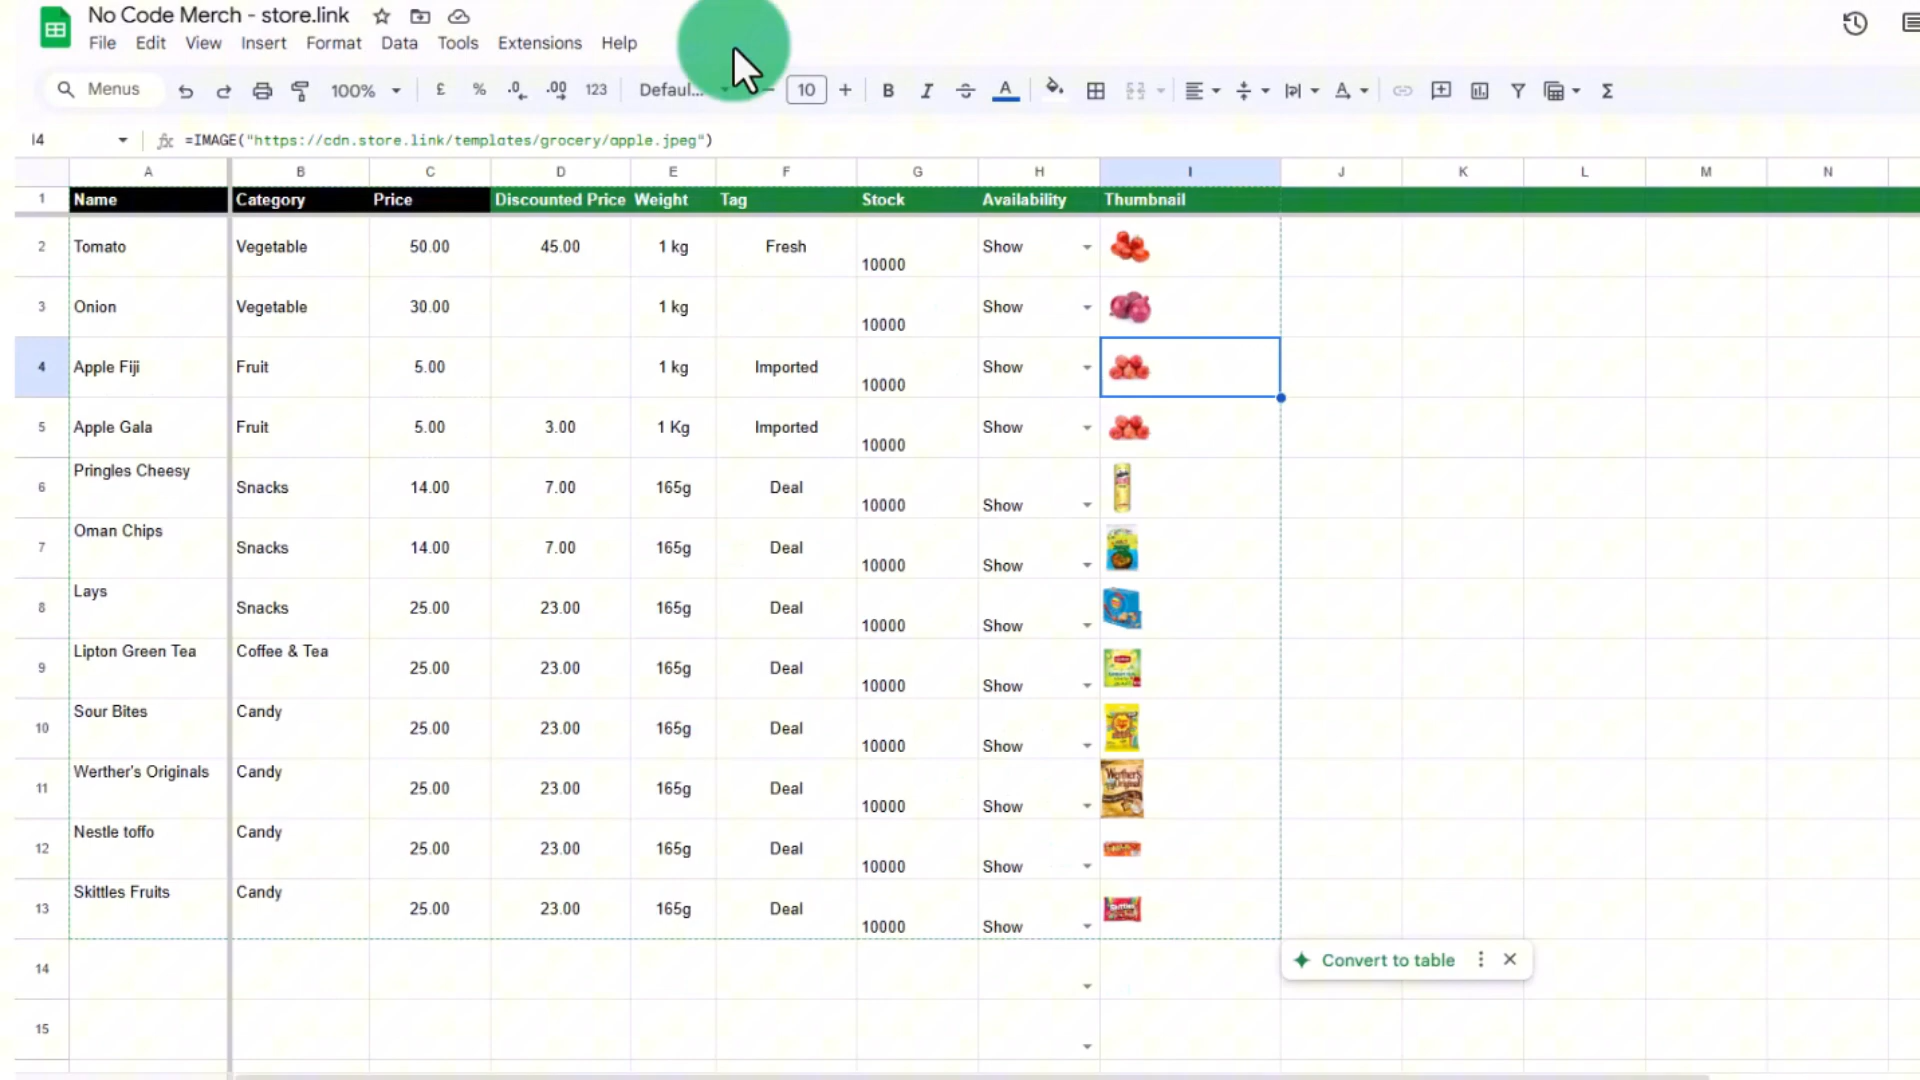 No Code Merch - store.link
File Edit View Insert Format Data Tools Extensions Help
Menus 100% £ % .0 .00 123 Defaul... 10 B I A Σ
I4 fx =IMAGE("https://cdn.store.link/templates/grocery/apple.jpeg")
A B C D E F G H I J K L M N
1 Name Category Price Discounted Price Weight Tag Stock Availability Thumbnail
2 Tomato Vegetable 50.00 45.00 1 kg Fresh 10000 Show
3 Onion Vegetable 30.00 1 kg 10000 Show
4 Apple Fiji Fruit 5.00 1 kg Imported 10000 Show
5 Apple Gala Fruit 5.00 3.00 1 Kg Imported 10000 Show
6 Pringles Cheesy Snacks 14.00 7.00 165g Deal 10000 Show
7 Oman Chips Snacks 14.00 7.00 165g Deal 10000 Show
8 Lays Snacks 25.00 23.00 165g Deal 10000 Show
9 Lipton Green Tea Coffee & Tea 25.00 23.00 165g Deal 10000 Show
10 Sour Bites Candy 25.00 23.00 165g Deal 10000 Show
11 Werther's Originals Candy 25.00 23.00 165g Deal 10000 Show
12 Nestle toffo Candy 25.00 23.00 165g Deal 10000 Show
13 Skittles Fruits Candy 25.00 23.00 165g Deal 10000 Show
14
Convert to table
15